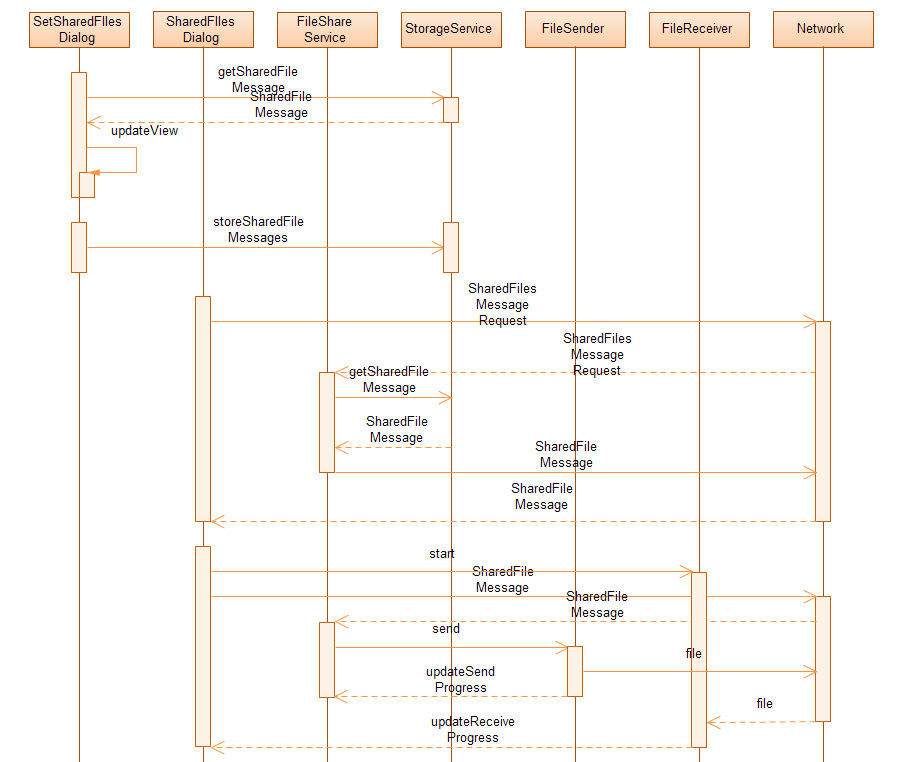 SetSharedFIles
Dialog
SharedFIles
Dialog
FileShare
Service
StorageService
FileSender
FileReceiver
Network
getSharedFile
Message
SharedFile
Message
updateView
storeSharedFile
Messages
SharedFiles
Message
Request
SharedFiles
Message
Request
getSharedFile
Message
SharedFile
Message
SharedFile
Message
SharedFile
Message
start
SharedFile
Message
SharedFile
Message
send
file
updateSend
Progress
file
updateReceive
Progress